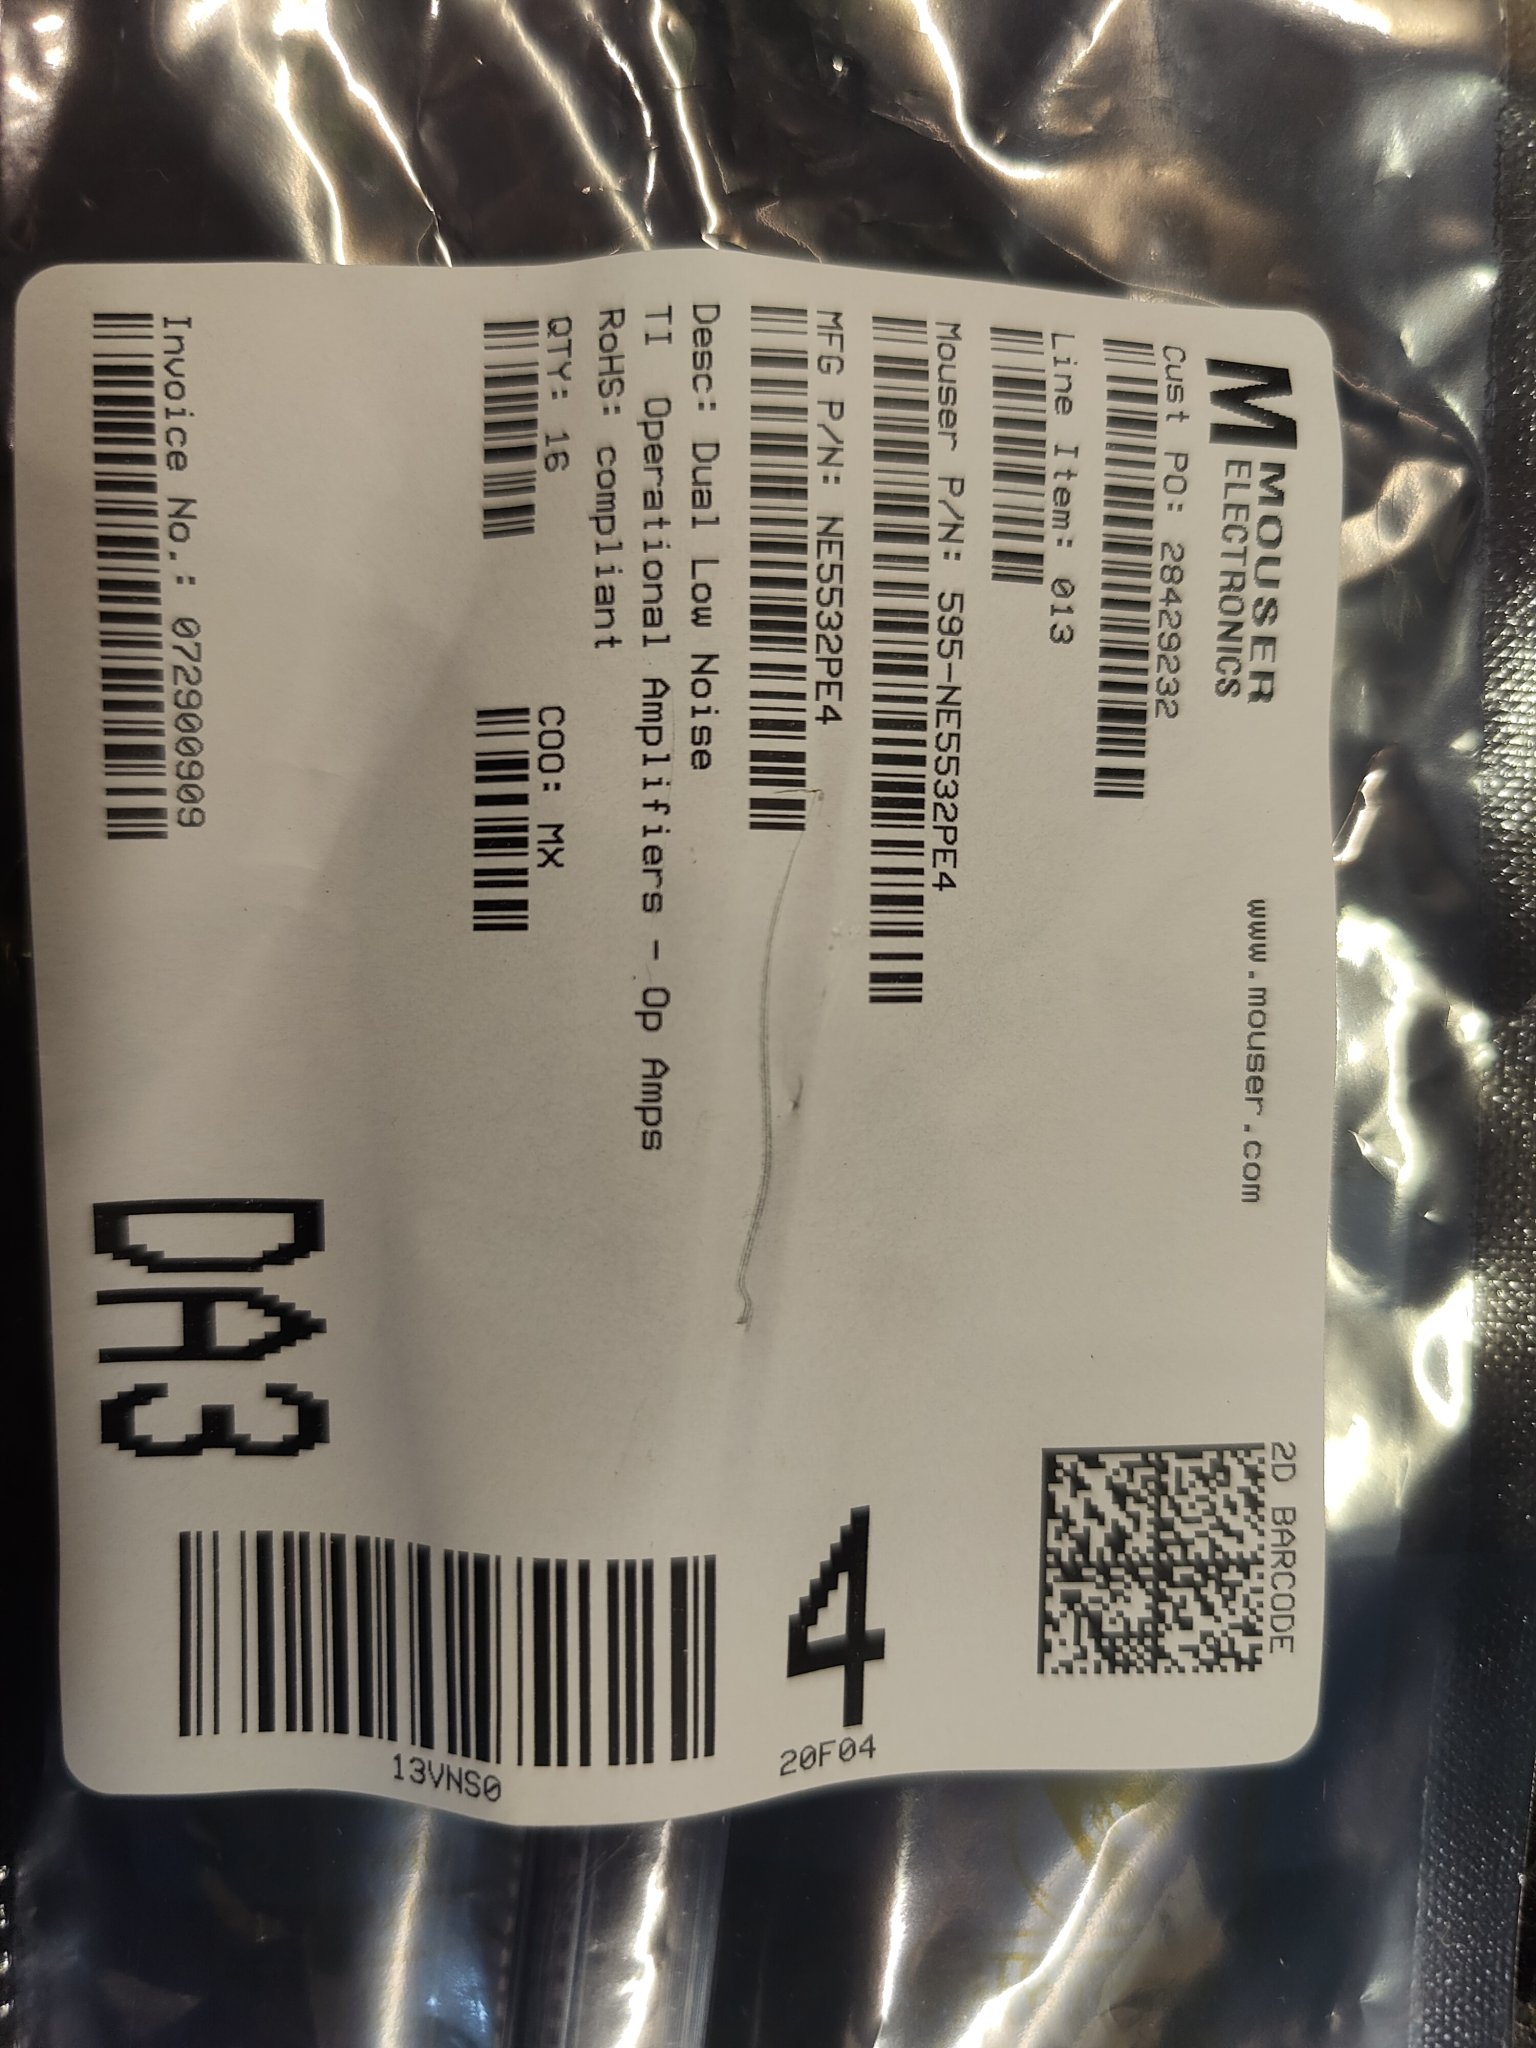 MOUSER
ELECTRONICS
www.mouser.com
2D BARCODE
Cust PO: 28429232
Line Item: 013
Mouser P/N: 595-NE5532PE4
MFG P/N: NE5532PE4
Desc: Dual Low Noise
TI Operational Amplifiers - Op Amps
RoHS: compliant
QTY: 16
COO: MX
Invoice No.: 072900909
DA3
4
20F04
13VNS0